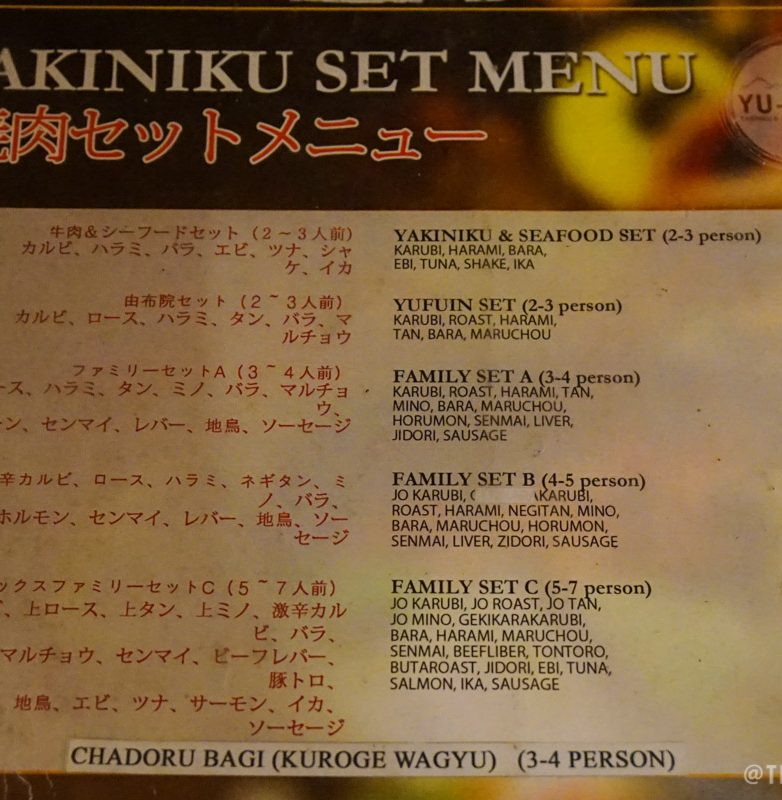 AKINIKU SET MENU
YU
焼肉セットメニュー
牛肉&シーフードセット (2~3人前)
カルビ、ハラミ、バラ、エビ、ツナ、シャ
ケ、イカ
YAKINIKU & SEAFOOD SET (2-3 person)
KARUBI, HARAMI, BARA,
EBI, TUNA, SHAKE, IKA
由布院セット (2~3人前)
カルビ、ロース、ハラミ、タン、バラ、マ
ルチョウ
YUFUIN SET (2-3 person)
KARUBI, ROAST, HARAMI,
TAN, BARA, MARUCHOU
ファミリーセットA (3~4人前)
ース、ハラミ、タン、ミノ、バラ、マルチョ
ウ、
ン、センマイ、レバー、地鳥、ソーセージ
FAMILY SET A (3-4 person)
KARUBI, ROAST, HARAMI, TAN,
MINO, BARA, MARUCHOU,
HORUMON, SENMAI, LIVER,
JIDORI, SAUSAGE
辛カルビ、ロース、ハラミ、ネギタン、ミ
ノ、バラ、
ホルモン、センマイ、レバー、地鳥、ソー
セージ
FAMILY SET B (4-5 person)
JO KARUBI, KARUBI,
ROAST, HARAMI, NEGITAN, MINO,
BARA, MARUCHOU, HORUMON,
SENMAI, LIVER, ZJDORI, SAUSAGE
ックスファミリーセットC (5~7人前)
、上ロース、上タン、上ミノ、激辛カル
ビ、バラ、
マルチョウ、センマイ、ビーフレバー、
豚トロ、
地鳥、エビ、ツナ、サーモン、イカ、
ソーセージ
FAMILY SET C (5-7 person)
JO KARUBI, JO ROAST, JO TAN,
JO MINO, GEKIKARAKARUBI,
BARA, HARAMI, MARUCHOU,
SENMAI, BEEFLIBER, TONTORO,
BUTAROAST, JIDORI, EBI, TUNA,
SALMON, IKA, SAUSAGE
CHADORU BAGI (KUROGE WAGYU) (3-4 PERSON)